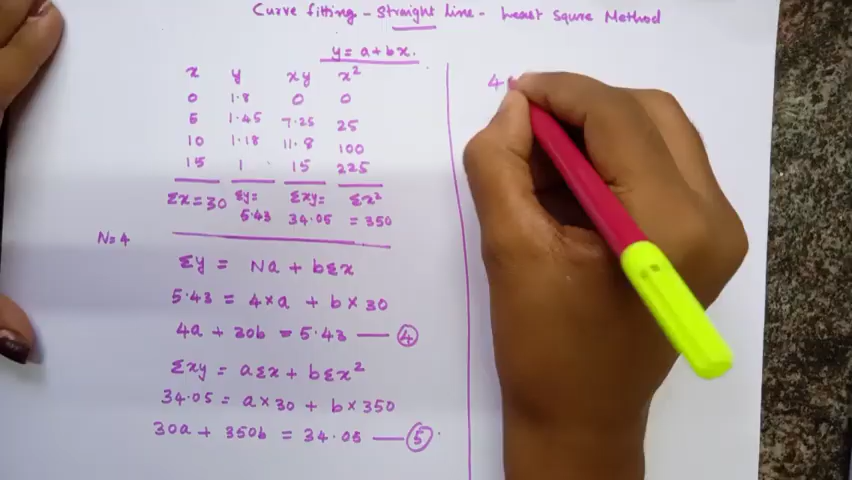 Curve fitting - Straight Line - Least Squre Method
y = a + bx.
x y xy x²
0 1.8 0 0
5 1.45 7.25 25
10 1.18 11.8 100
15 1 15 225
Σx=30 Σy= 5.43 Σxy= 34.05 Σx² = 350
N=4
Σy = Na + bΣx
5.43 = 4×a + b×30
4a + 30b = 5.43 — ④
Σxy = aΣx + bΣx²
34.05 = a×30 + b×350
30a + 350b = 34.05 — ⑤
4